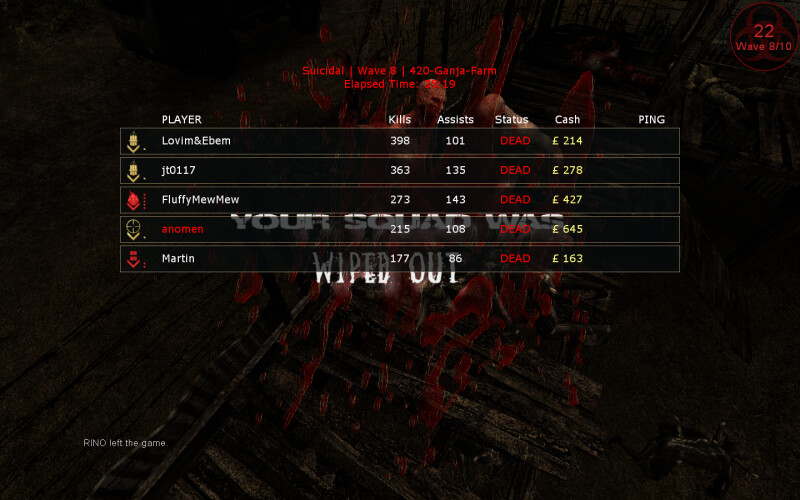 22
Wave 8/10
Suicidal | Wave 8 | 420-Ganja-Farm
Elapsed Time: 19
PLAYER Kills Assists Status Cash PING
Lovim&Ebem 398 101 DEAD £ 214
jt0117 363 135 DEAD £ 278
FluffyMewMew 273 143 DEAD £ 427
YOUR SQUAD WAS
anomen 215 108 DEAD £ 645
Martin 177 86 DEAD £ 163
WIPED OUT
RINO left the game.